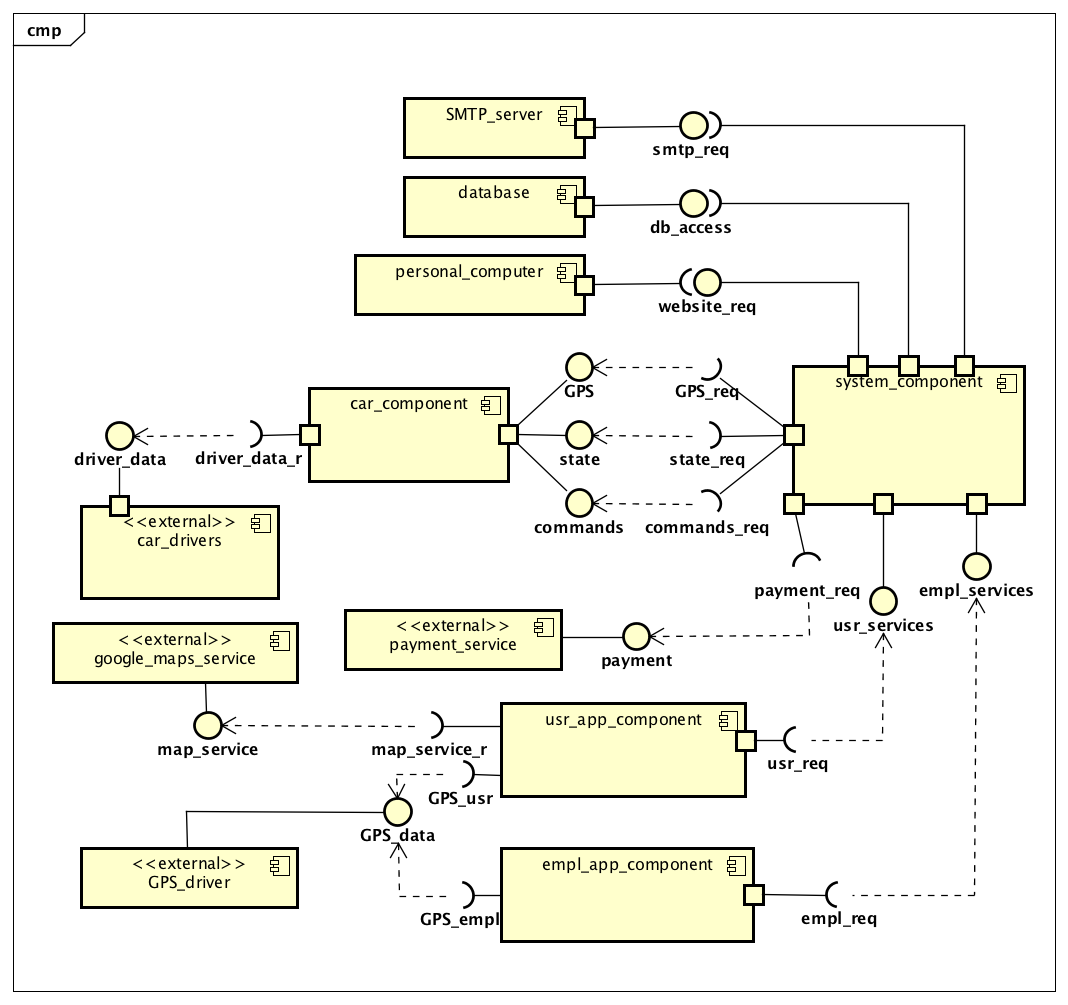 cmp
SMTP_server
smtp_req
database
db_access
personal_computer
website_req
system_component
GPS
GPS_req
car_component
driver_data
driver_data_r
state
state_req
<<external>>
car_drivers
commands
commands_req
payment_req
empl_services
usr_services
<<external>>
payment_service
payment
<<external>>
google_maps_service
map_service
map_service_r
usr_app_component
usr_req
GPS_usr
GPS_data
<<external>>
GPS_driver
empl_app_component
GPS_empl
empl_req